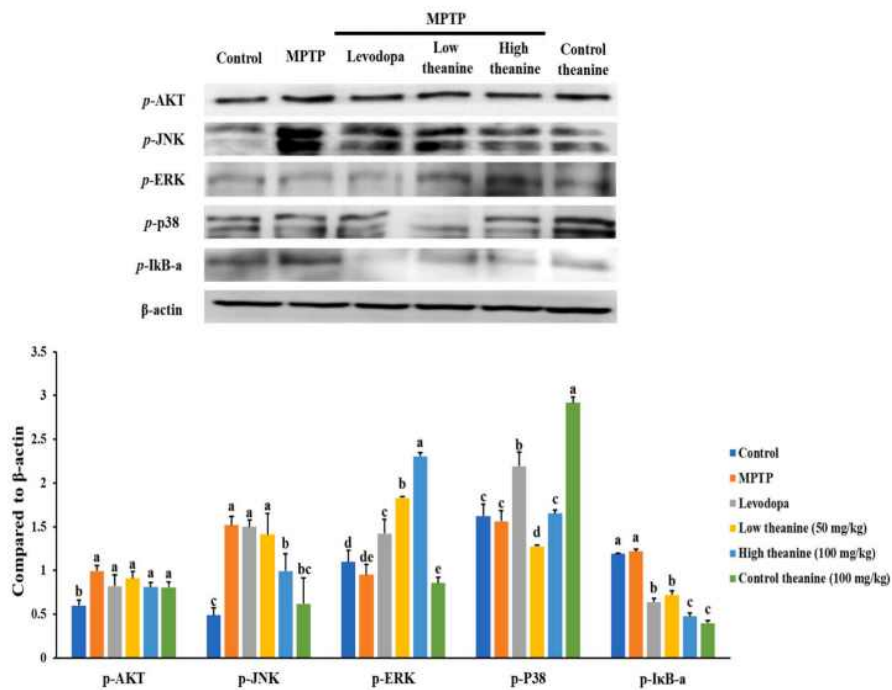 MPTP
Control MPTP Levodopa Low theanine High theanine Control theanine
p-AKT
p-JNK
p-ERK
p-p38
p-IkB-a
β-actin
3.5
3
2.5
2
1.5
1
0.5
0
Compared to β-actin
b a a a a a
c a a a b bc
d de c b a e
c c b d c a
a a b b c c
p-AKT p-JNK p-ERK p-P38 p-IκB-a
Control
MPTP
Levodopa
Low theanine (50 mg/kg)
High theanine (100 mg/kg)
Control theanine (100 mg/kg)